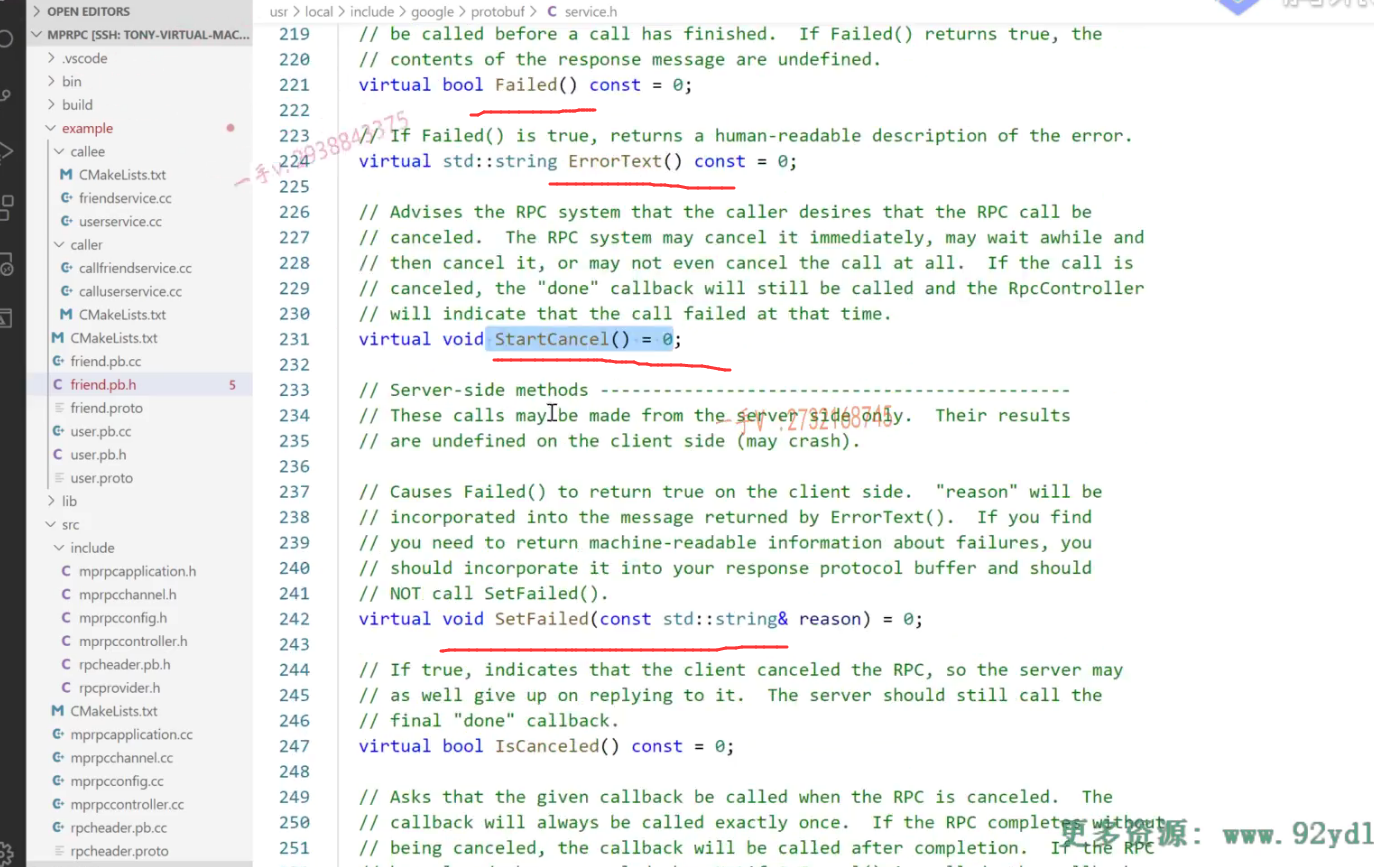 OPEN EDITORS
MPRPC [SSH: TONY-VIRTUAL-MAC...
.vscode
bin
build
example
callee
CMakeLists.txt
friendservice.cc
userservice.cc
caller
callfriendservice.cc
calluserservice.cc
CMakeLists.txt
CMakeLists.txt
friend.pb.cc
friend.pb.h 5
friend.proto
user.pb.cc
user.pb.h
user.proto
lib
src
include
mprpcapplication.h
mprpcchannel.h
mprpcconfig.h
mprpccontroller.h
rpcheader.pb.h
rpcprovider.h
CMakeLists.txt
mprpcapplication.cc
mprpcchannel.cc
mprpcconfig.cc
mprpccontroller.cc
rpcheader.pb.cc
rpcheader.proto
usr > local > include > google > protobuf > C service.h
219 // be called before a call has finished.  If Failed() returns true, the
220 // contents of the response message are undefined.
221 virtual bool Failed() const = 0;
222
223 // If Failed() is true, returns a human-readable description of the error.
224 virtual std::string ErrorText() const = 0;
225
226 // Advises the RPC system that the caller desires that the RPC call be
227 // canceled.  The RPC system may cancel it immediately, may wait awhile and
228 // then cancel it, or may not even cancel the call at all.  If the call is
229 // canceled, the "done" callback will still be called and the RpcController
230 // will indicate that the call failed at that time.
231 virtual void StartCancel() = 0;
232
233 // Server-side methods ---------------------------------------------
234 // These calls may be made from the server side only.  Their results
235 // are undefined on the client side (may crash).
236
237 // Causes Failed() to return true on the client side.  "reason" will be
238 // incorporated into the message returned by ErrorText().  If you find
239 // you need to return machine-readable information about failures, you
240 // should incorporate it into your response protocol buffer and should
241 // NOT call SetFailed().
242 virtual void SetFailed(const std::string& reason) = 0;
243
244 // If true, indicates that the client canceled the RPC, so the server may
245 // as well give up on replying to it.  The server should still call the
246 // final "done" callback.
247 virtual bool IsCanceled() const = 0;
248
249 // Asks that the given callback be called when the RPC is canceled.  The
250 // callback will always be called exactly once.  If the RPC completes without
251 // being canceled, the callback will be called after completion.  If the RPC
一手v:2938843375
一手V:2732168745
更多资源: www.92ydl